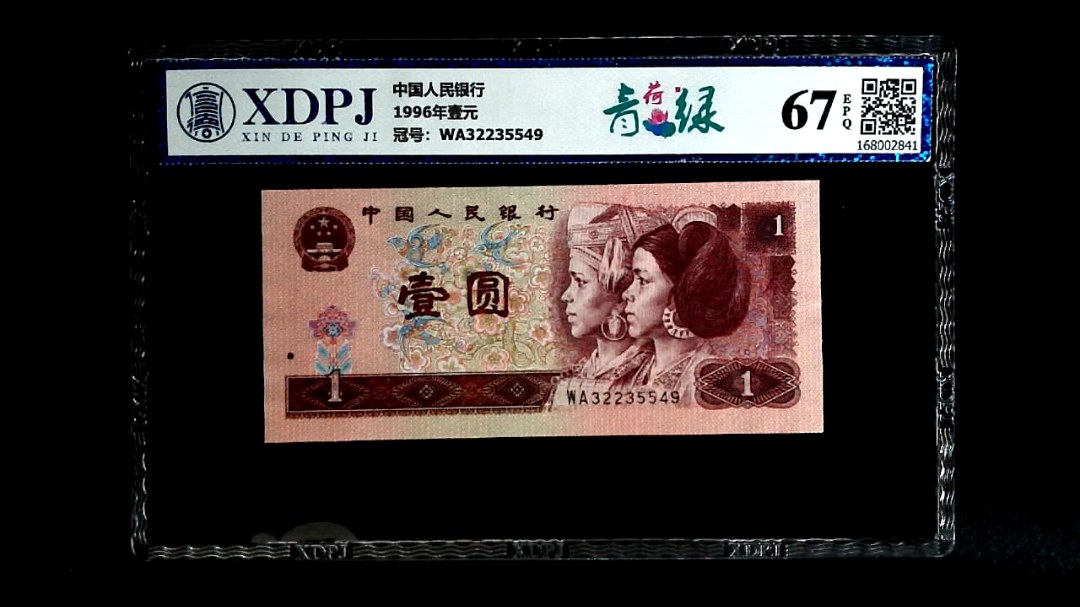 XDPJ
XIN DE PING JI
中国人民银行
1996年壹元
冠号：WA32235549
青荷绿
67
EPQ
168002841
中国人民银行
1
壹圆
1
WA32235549
1
XDPJ
XDPJ
XDPJ